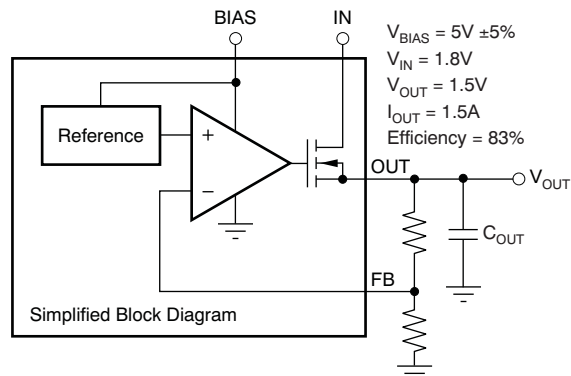 BIAS
IN
V_BIAS = 5V ±5%
V_IN = 1.8V
V_OUT = 1.5V
I_OUT = 1.5A
Efficiency = 83%
Reference
+
−
OUT
V_OUT
C_OUT
FB
Simplified Block Diagram